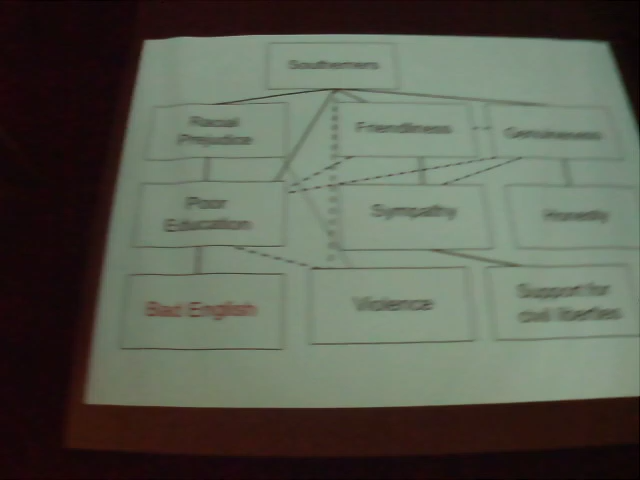 Southerners
Racial
Prejudice
Friendliness
Genuineness
Poor
Education
Sympathy
Honesty
Bad English
Violence
Support for
civil liberties